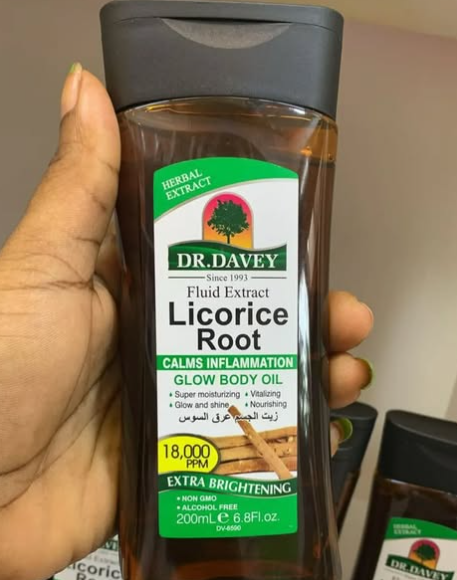 HERBAL
EXTRACT
DR.DAVEY
Since 1993
Fluid Extract
Licorice
Root
CALMS INFLAMMATION
GLOW BODY OIL
Super moisturizing • Vitalizing
Glow and shine • Nourishing
زيت الجسم عرق السوس
18,000
PPM
EXTRA BRIGHTENING
• NON GMO
• ALCOHOL FREE
200mL ℮ 6.8Fl.oz.
DV-8590
Licorice
Root
HERBAL
EXTRACT
DR.DAVEY